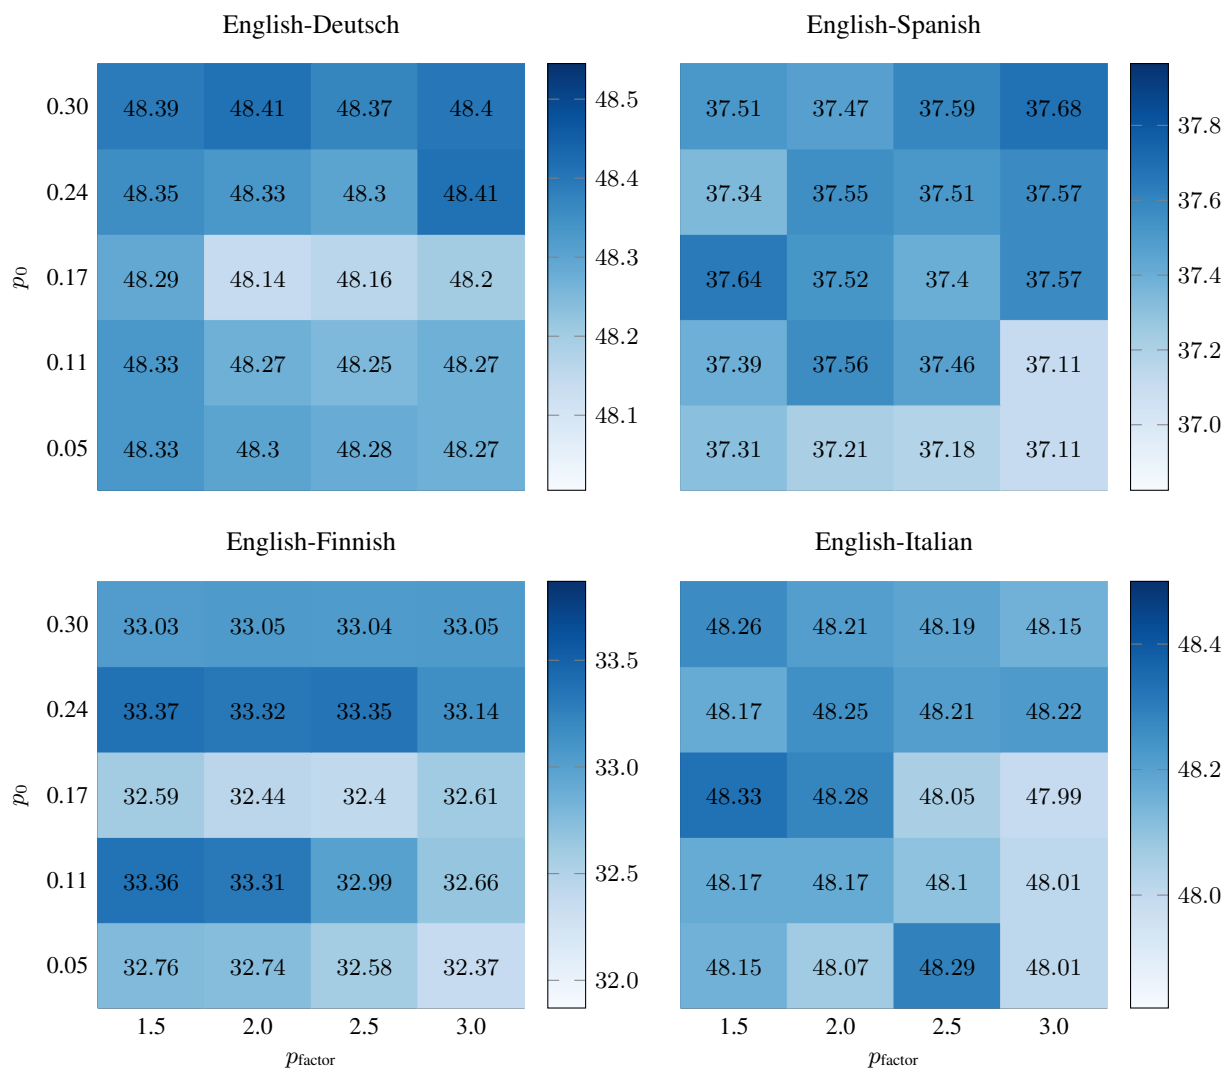 English-Deutsch
0.30 48.39 48.41 48.37 48.4
0.24 48.35 48.33 48.3 48.41
0.17 48.29 48.14 48.16 48.2
0.11 48.33 48.27 48.25 48.27
0.05 48.33 48.3 48.28 48.27
p0
48.5
48.4
48.3
48.2
48.1
English-Spanish
37.51 37.47 37.59 37.68
37.34 37.55 37.51 37.57
37.64 37.52 37.4 37.57
37.39 37.56 37.46 37.11
37.31 37.21 37.18 37.11
37.8
37.6
37.4
37.2
37.0
English-Finnish
0.30 33.03 33.05 33.04 33.05
0.24 33.37 33.32 33.35 33.14
0.17 32.59 32.44 32.4 32.61
0.11 33.36 33.31 32.99 32.66
0.05 32.76 32.74 32.58 32.37
p0
1.5 2.0 2.5 3.0
pfactor
33.5
33.0
32.5
32.0
English-Italian
48.26 48.21 48.19 48.15
48.17 48.25 48.21 48.22
48.33 48.28 48.05 47.99
48.17 48.17 48.1 48.01
48.15 48.07 48.29 48.01
1.5 2.0 2.5 3.0
pfactor
48.4
48.2
48.0